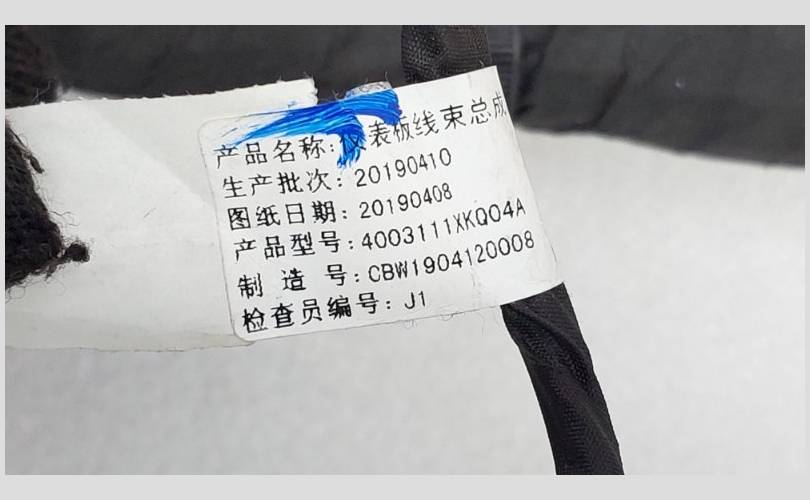 产品名称:仪表板线束总成
生产批次:20190410
图纸日期:20190408
产品型号:4003111XKQ04A
制 造 号:CBW1904120008
检查员编号:J1